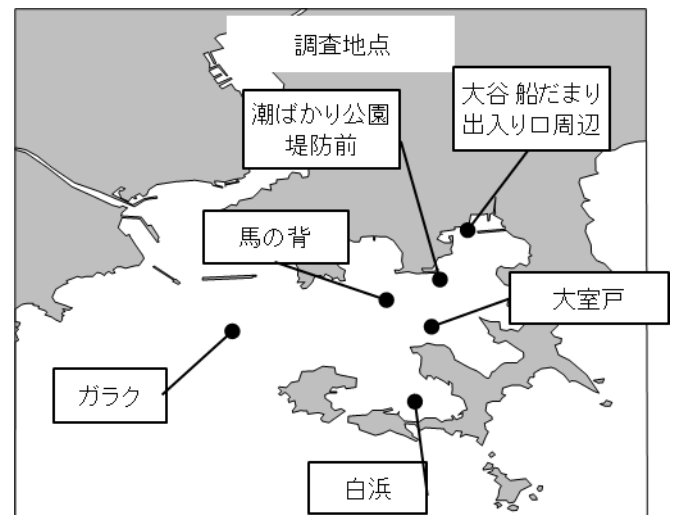 調査地点
大谷 船だまり
出入り口周辺
潮ばかり公園
堤防前
馬の背
大室戸
ガラク
白浜